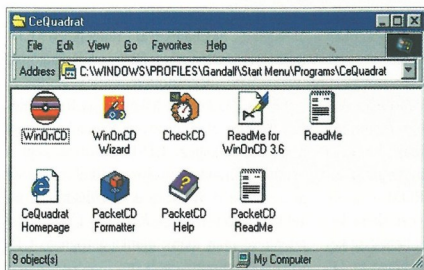 CeQuadrat
File Edit View Go Favorites Help
Address C:\WINDOWS\PROFILES\Gandalf\Start Menu\Programs\CeQuadrat
WinOnCD
WinOnCD Wizard
CheckCD
ReadMe for WinOnCD 3.6
ReadMe
CeQuadrat Homepage
PacketCD Formatter
PacketCD Help
PacketCD ReadMe
9 object(s) My Computer